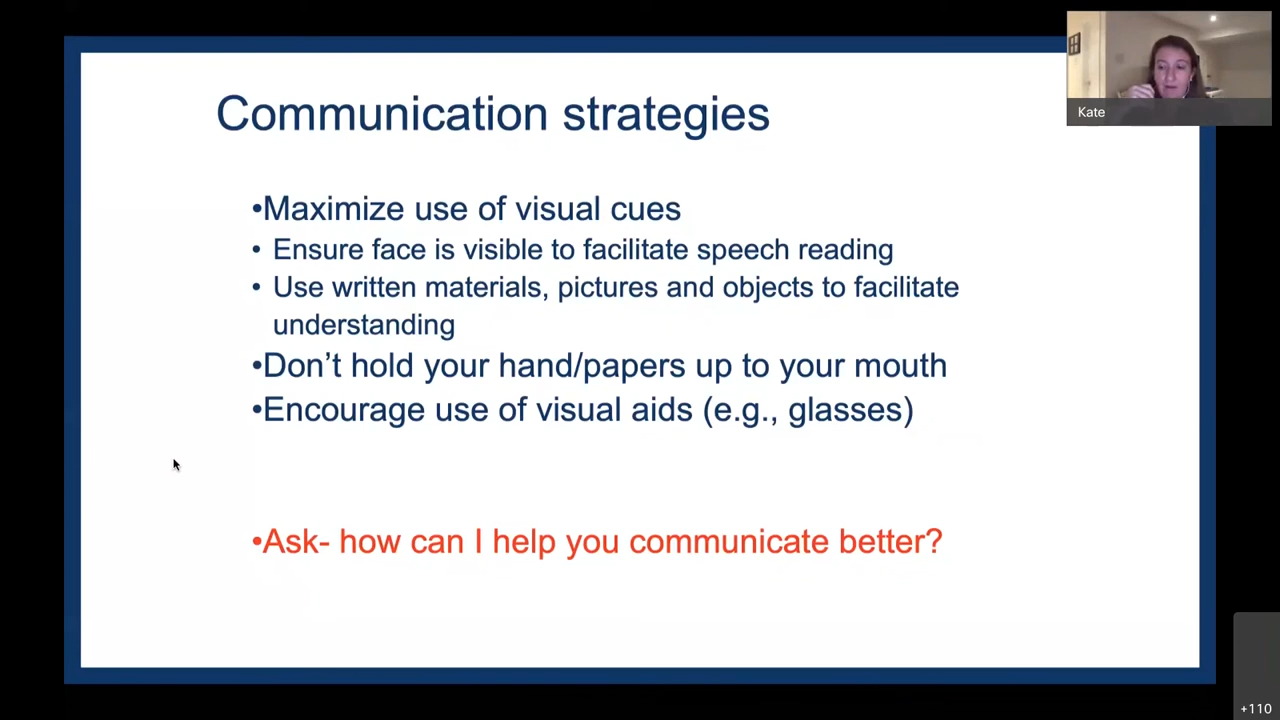 Communication strategies
Kate
•Maximize use of visual cues
• Ensure face is visible to facilitate speech reading
• Use written materials, pictures and objects to facilitate
understanding
•Don’t hold your hand/papers up to your mouth
•Encourage use of visual aids (e.g., glasses)
•Ask- how can I help you communicate better?
+110